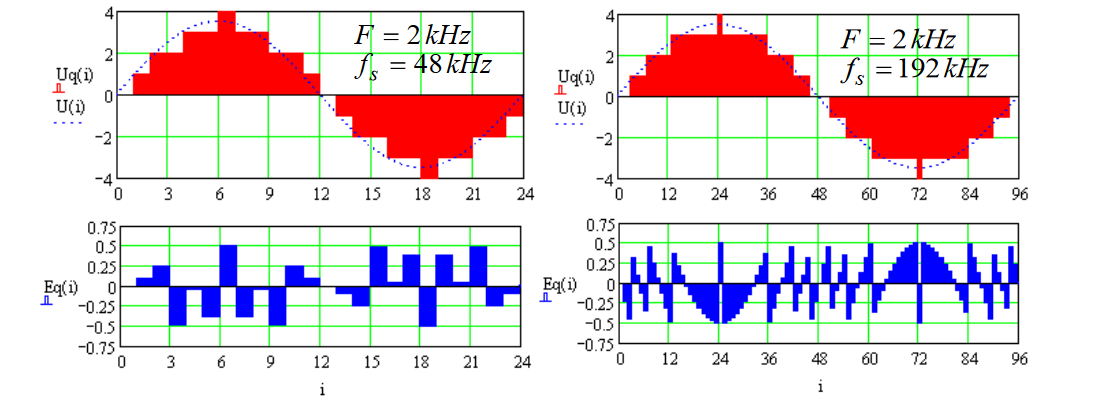 4
2
0
−2
−4
Uq(i)
U(i)
F = 2 kHz
f_s = 48 kHz
0 3 6 9 12 15 18 21 24
4
2
0
−2
−4
Uq(i)
U(i)
F = 2 kHz
f_s = 192 kHz
0 12 24 36 48 60 72 84 96
0.75
0.5
0.25
0
−0.25
−0.5
−0.75
Eq(i)
0 3 6 9 12 15 18 21 24
i
0.75
0.5
0.25
0
−0.25
−0.5
−0.75
Eq(i)
0 12 24 36 48 60 72 84 96
i